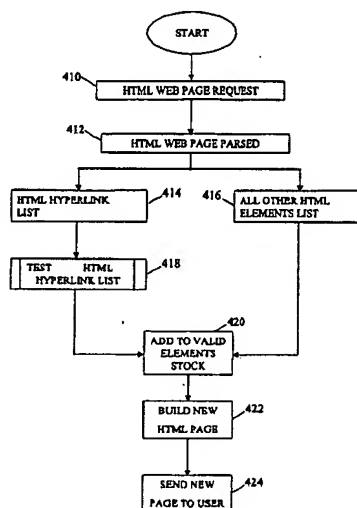 START
410
HTML WEB PAGE REQUEST
412
HTML WEB PAGE PARSED
HTML HYPERLINK
LIST
414
416
ALL OTHER HTML
ELEMENTS LIST
TEST HTML
HYPERLINK LIST
418
420
ADD TO VALID
ELEMENTS
STOCK
BUILD NEW
HTML PAGE
422
SEND NEW
PAGE TO USER
424